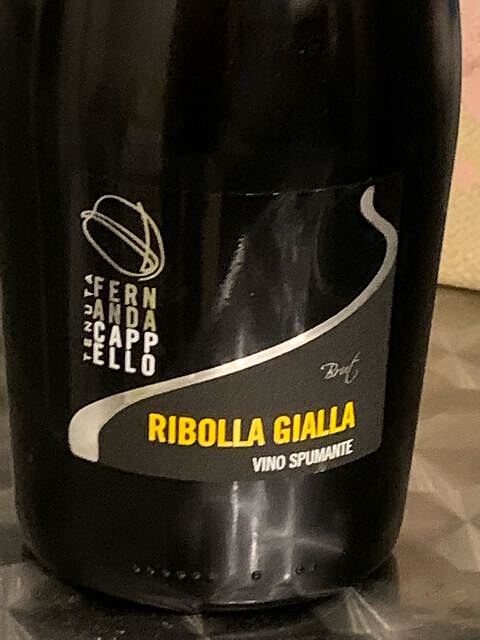 TENUTA
FERN
ANDA
CAPP
ELLO
Brut
RIBOLLA GIALLA
VINO SPUMANTE